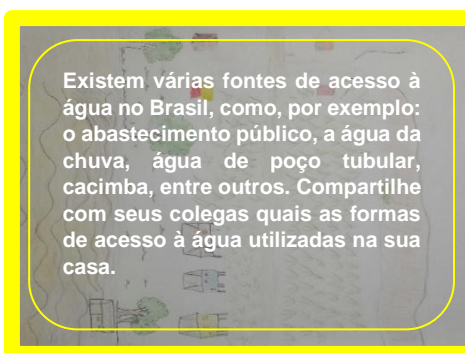 Existem várias fontes de acesso à
água no Brasil, como, por exemplo:
o abastecimento público, a água da
chuva, água de poço tubular,
cacimba, entre outros. Compartilhe
com seus colegas quais as formas
de acesso à água utilizadas na sua
casa.